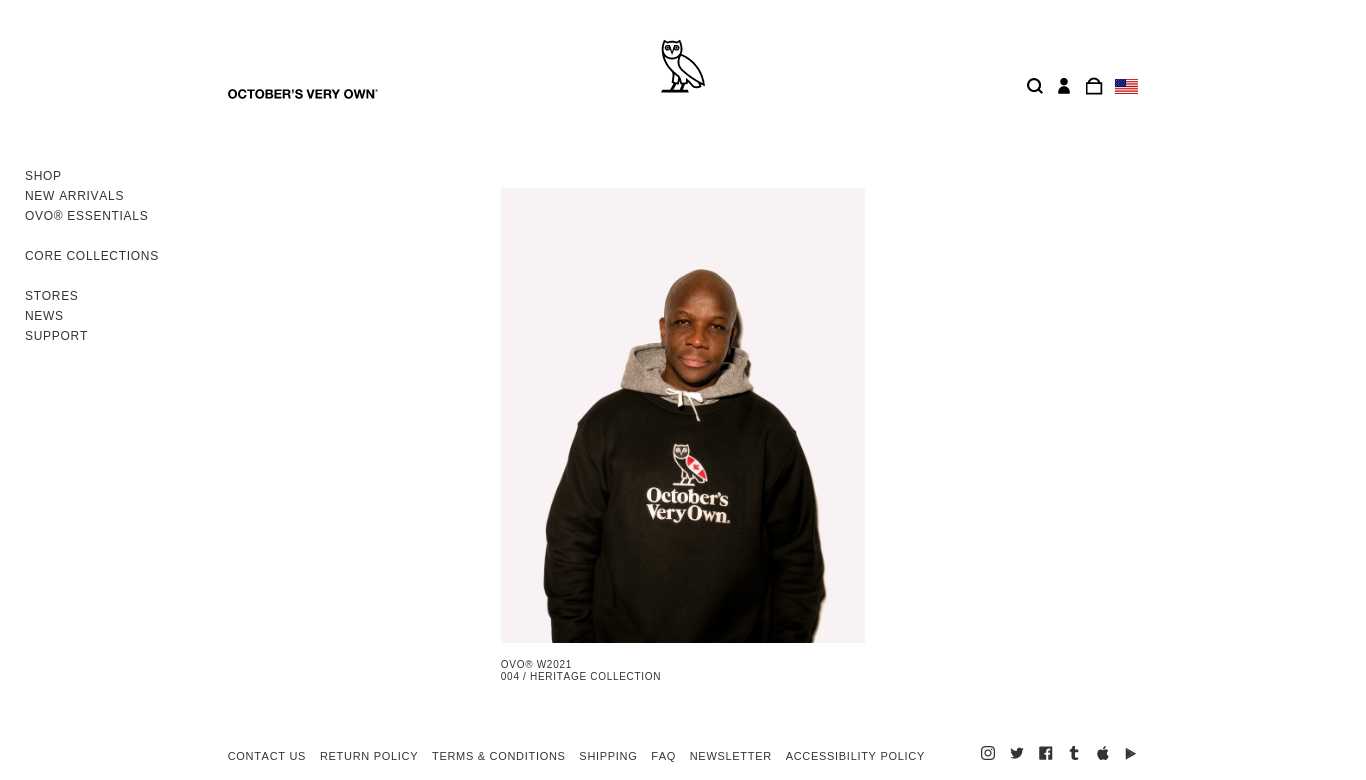 OCTOBER'S VERY OWN®
SHOP
NEW ARRIVALS
OVO® ESSENTIALS
CORE COLLECTIONS
STORES
NEWS
SUPPORT
October's
Very Own®
OVO® W2021
004 / HERITAGE COLLECTION
CONTACT US RETURN POLICY TERMS & CONDITIONS SHIPPING FAQ NEWSLETTER ACCESSIBILITY POLICY